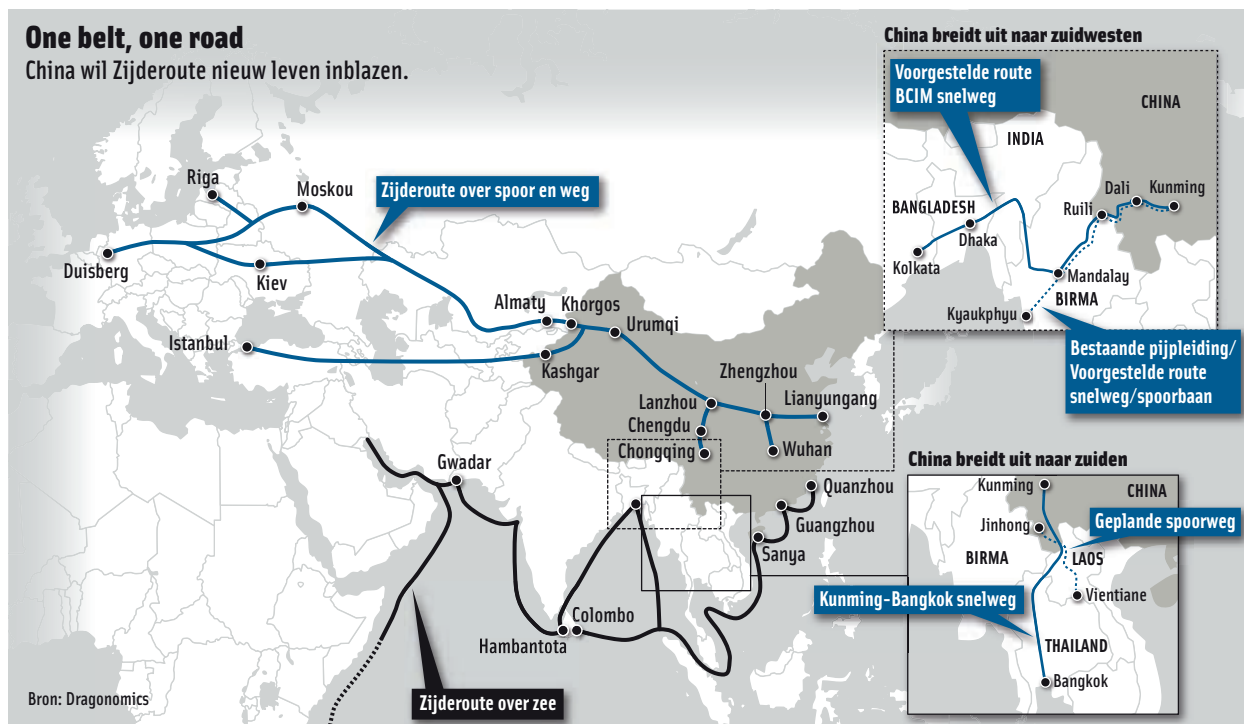 One belt, one road
China wil Zijderoute nieuw leven inblazen.
Riga
Moskou
Zijderoute over spoor en weg
Duisberg
Kiev
Almaty
Khorgos
Urumqi
Istanbul
Kashgar
Zhengzhou
Lanzhou
Lianyungang
Chengdu
Chongqing
Wuhan
Gwadar
Quanzhou
Guangzhou
Sanya
Colombo
Hambantota
Zijderoute over zee
Bron: Dragonomics
China breidt uit naar zuidwesten
Voorgestelde route
BCIM snelweg
CHINA
INDIA
Dali
Kunming
Ruili
BANGLADESH
Dhaka
Kolkata
Mandalay
BIRMA
Kyaukphyu
Bestaande pijpleiding/
Voorgestelde route
snelweg/spoorbaan
China breidt uit naar zuiden
Kunming
CHINA
Jinhong
Geplande spoorweg
BIRMA
LAOS
Vientiane
Kunming-Bangkok snelweg
THAILAND
Bangkok